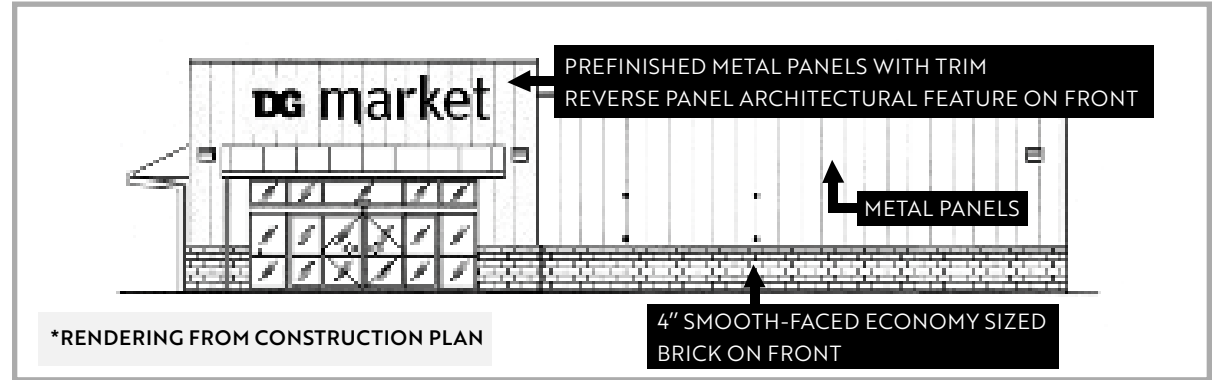 PREFINISHED METAL PANELS WITH TRIM
REVERSE PANEL ARCHITECTURAL FEATURE ON FRONT
DG market
METAL PANELS
4" SMOOTH-FACED ECONOMY SIZED
BRICK ON FRONT
*RENDERING FROM CONSTRUCTION PLAN